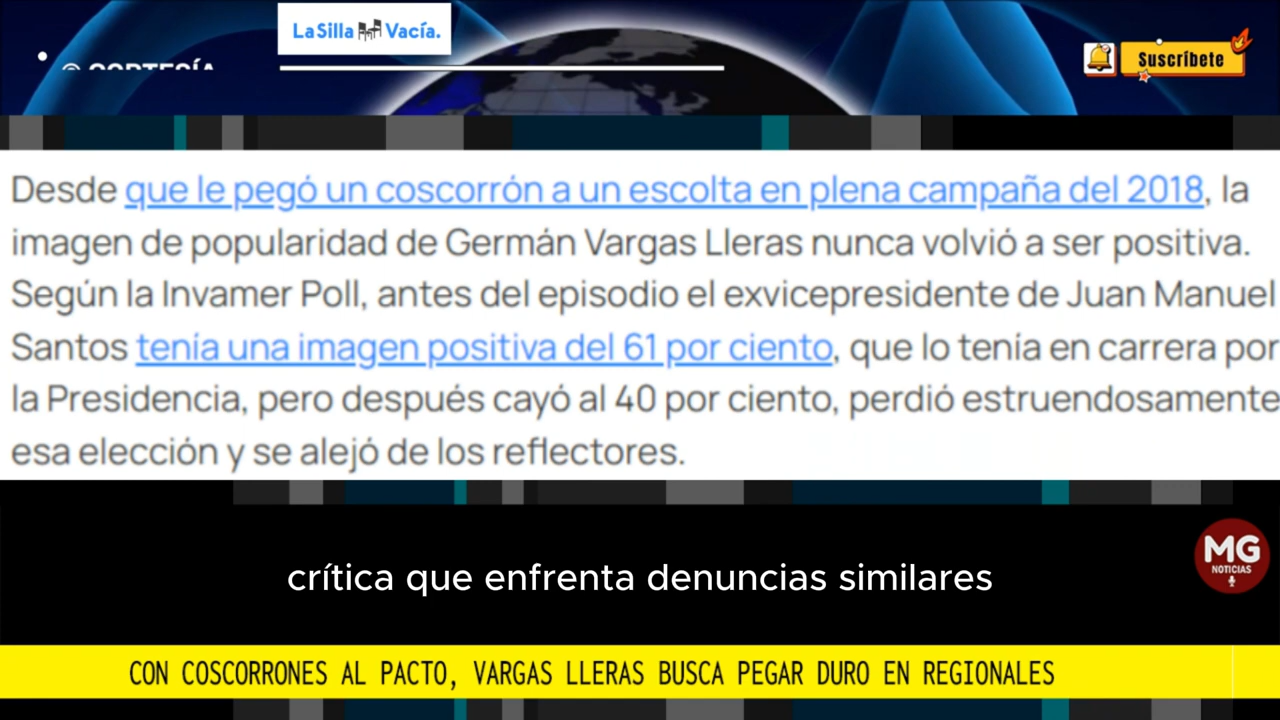 LaSilla Vacía.
© CORTESÍA
Suscríbete
Desde que le pegó un coscorrón a un escolta en plena campaña del 2018, la
imagen de popularidad de Germán Vargas Lleras nunca volvió a ser positiva.
Según la Invamer Poll, antes del episodio el exvicepresidente de Juan Manuel
Santos tenía una imagen positiva del 61 por ciento, que lo tenía en carrera por
la Presidencia, pero después cayó al 40 por ciento, perdió estruendosamente
esa elección y se alejó de los reflectores.
crítica que enfrenta denuncias similares
MG
NOTICIAS
CON COSCORRONES AL PACTO, VARGAS LLERAS BUSCA PEGAR DURO EN REGIONALES